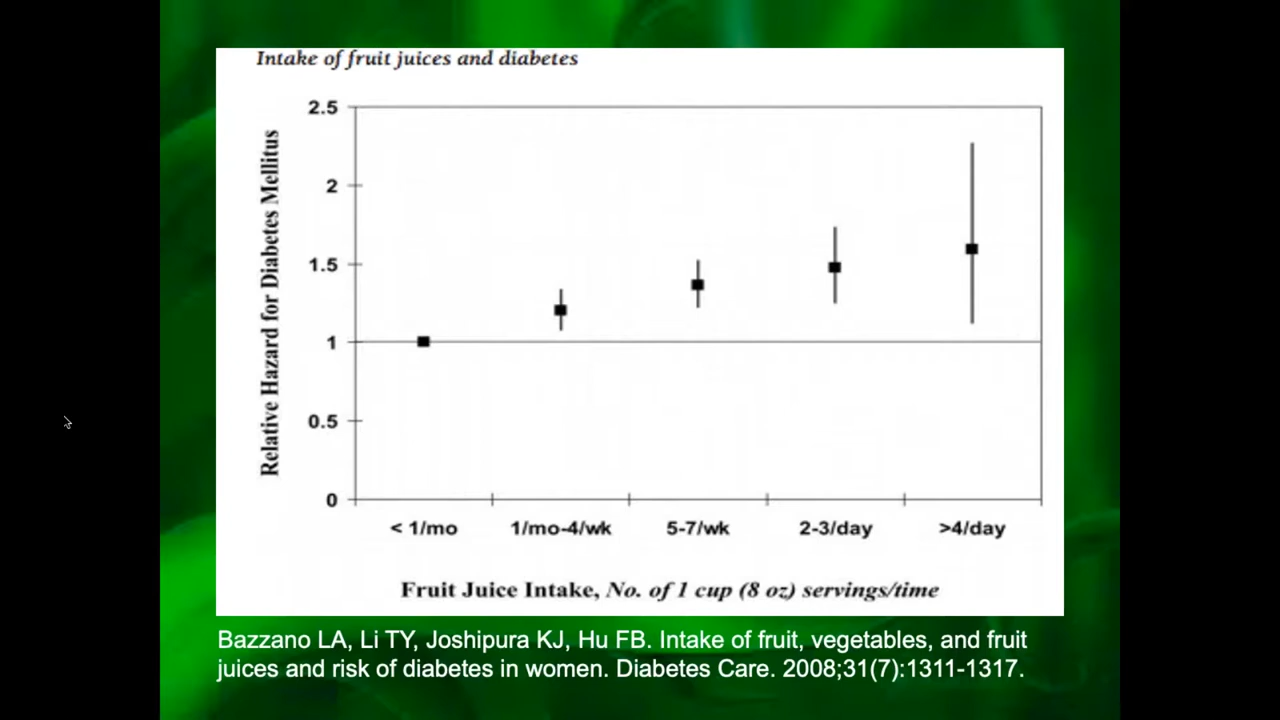 Intake of fruit juices and diabetes
Relative Hazard for Diabetes Mellitus
2.5
2
1.5
1
0.5
0
< 1/mo 1/mo-4/wk 5-7/wk 2-3/day >4/day
Fruit Juice Intake, No. of 1 cup (8 oz) servings/time
Bazzano LA, Li TY, Joshipura KJ, Hu FB. Intake of fruit, vegetables, and fruit
juices and risk of diabetes in women. Diabetes Care. 2008;31(7):1311-1317.